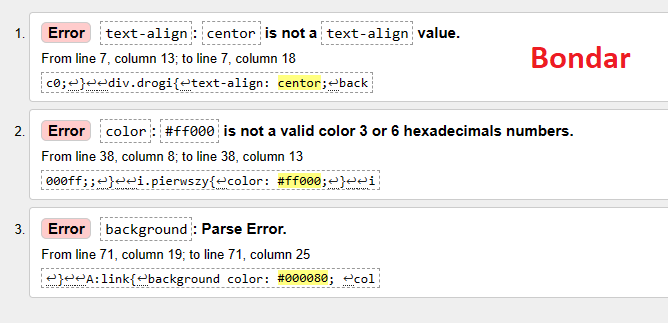 1. Error text-align: centor is not a text-align value.
From line 7, column 13; to line 7, column 18
Bondar
c0;↩}↩↩div.drogi{↩text-align: centor;↩back
2. Error color: #ff000 is not a valid color 3 or 6 hexadecimals numbers.
From line 38, column 8; to line 38, column 13
000ff;;↩}↩↩i.pierwszy{↩color: #ff000;↩}↩↩i
3. Error background: Parse Error.
From line 71, column 19; to line 71, column 25
↩}↩↩A:link{↩background color: #000080; ↩col